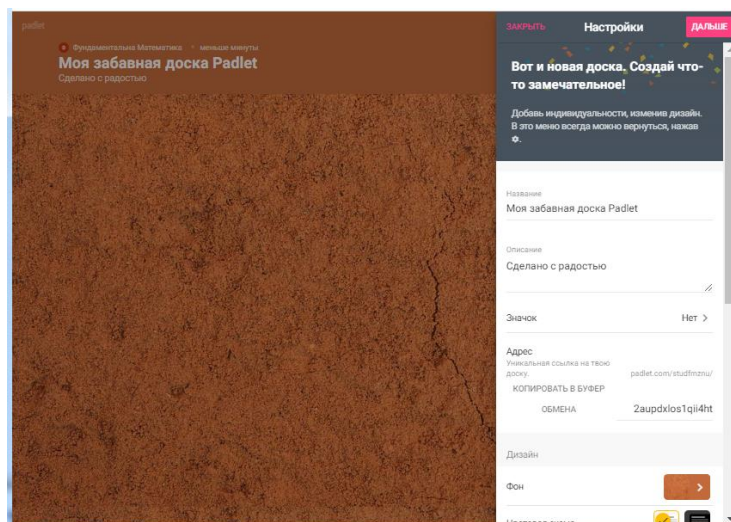 padlet
Фундаментальна Математика • меньше минуты
Моя забавная доска Padlet
Сделано с радостью
ЗАКРЫТЬ Настройки ДАЛЬШЕ
Вот и новая доска. Создай что-
то замечательное!
Добавь индивидуальности, изменив дизайн.
В это меню всегда можно вернуться, нажав
.
Название
Моя забавная доска Padlet
Описание
Сделано с радостью
Значок Нет >
Адрес
Уникальная ссылка на твою
доску. padlet.com/studfmznu/
КОПИРОВАТЬ В БУФЕР
ОБМЕНА 2aupdxlos1qii4ht
Дизайн
Фон
Цветовая схема